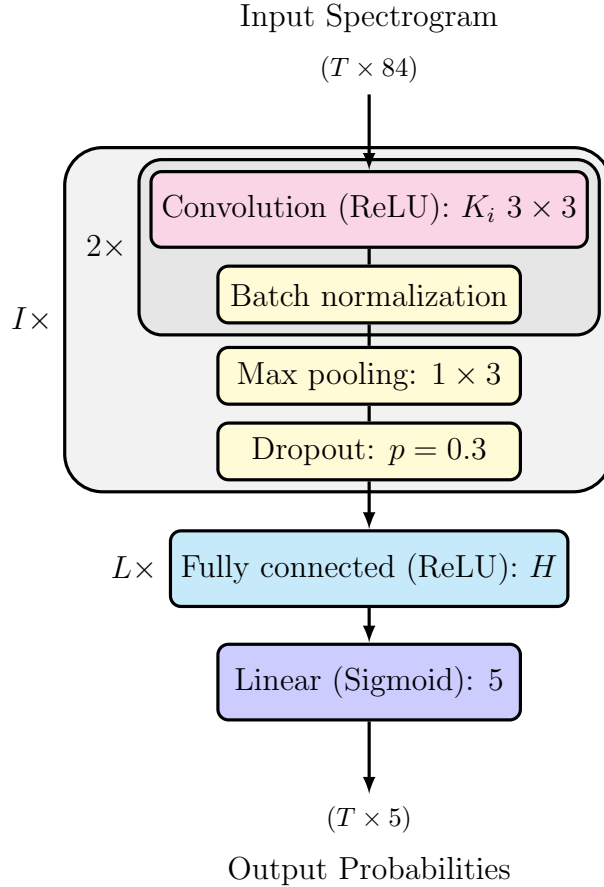 Input Spectrogram
(T × 84)
Convolution (ReLU): K_i 3 × 3
2×
Batch normalization
I×
Max pooling: 1 × 3
Dropout: p = 0.3
L×
Fully connected (ReLU): H
Linear (Sigmoid): 5
(T × 5)
Output Probabilities